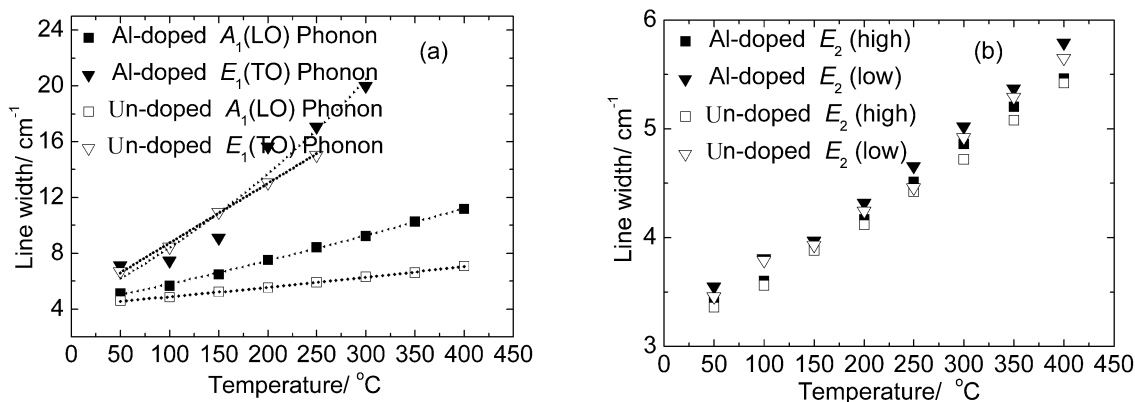 24
20
16
12
8
4
Line width/ cm⁻¹
Al-doped A₁(LO) Phonon
Al-doped E₁(TO) Phonon
Un-doped A₁(LO) Phonon
Un-doped E₁(TO) Phonon
(a)
0 50 100 150 200 250 300 350 400 450
Temperature/ °C
6
5
4
3
Line width/ cm⁻¹
Al-doped E₂ (high)
Al-doped E₂ (low)
Un-doped E₂ (high)
Un-doped E₂ (low)
(b)
0 50 100 150 200 250 300 350 400 450
Temperature/ °C